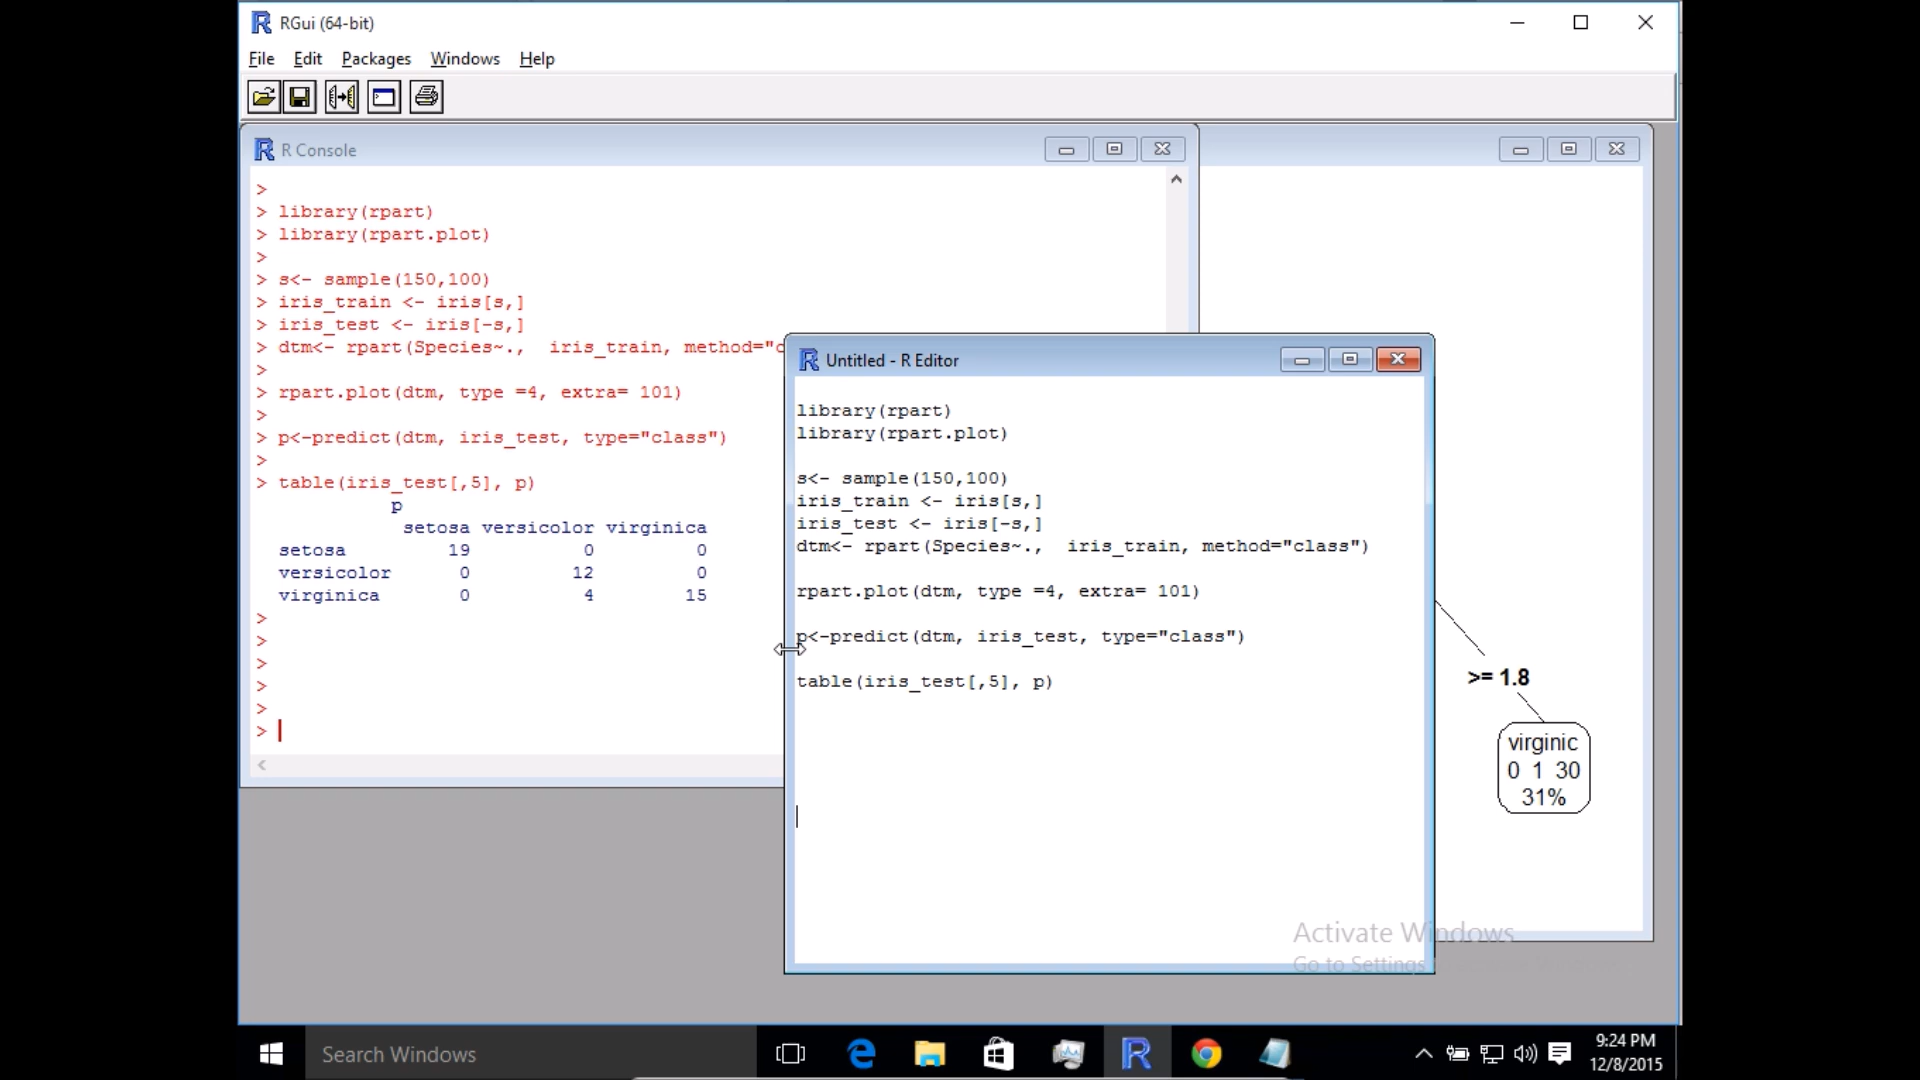 RGui (64-bit)
File Edit Packages Windows Help
R Console
>
> library(rpart)
> library(rpart.plot)
>
> s<- sample(150,100)
> iris_train <- iris[s,]
> iris_test <- iris[-s,]
> dtm<- rpart(Species~.,  iris_train, method="c
>
> rpart.plot(dtm, type =4, extra= 101)
>
> p<-predict(dtm, iris_test, type="class")
>
> table(iris_test[,5], p)
p
setosa versicolor virginica
setosa 19 0 0
versicolor 0 12 0
virginica 0 4 15
>
>
>
>
>
>
Untitled - R Editor
library(rpart)
library(rpart.plot)
s<- sample(150,100)
iris_train <- iris[s,]
iris_test <- iris[-s,]
dtm<- rpart(Species~.,  iris_train, method="class")
rpart.plot(dtm, type =4, extra= 101)
p<-predict(dtm, iris_test, type="class")
table(iris_test[,5], p)
>= 1.8
virginic
0 1 30
31%
Activate Windows
Go to Settings
Search Windows
9:24 PM
12/8/2015